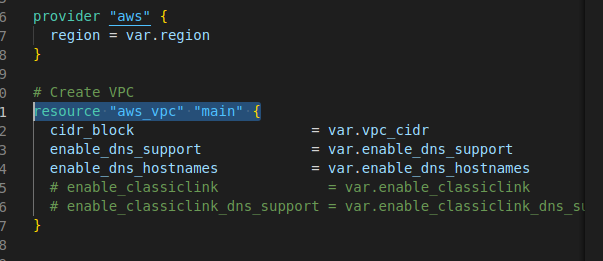 6 provider "aws" {
7 region = var.region
8 }
9
0 # Create VPC
1 resource "aws_vpc" "main" {
2 cidr_block = var.vpc_cidr
3 enable_dns_support = var.enable_dns_support
4 enable_dns_hostnames = var.enable_dns_hostnames
5 # enable_classiclink = var.enable_classiclink
6 # enable_classiclink_dns_support = var.enable_classiclink_dns_su
7 }
8